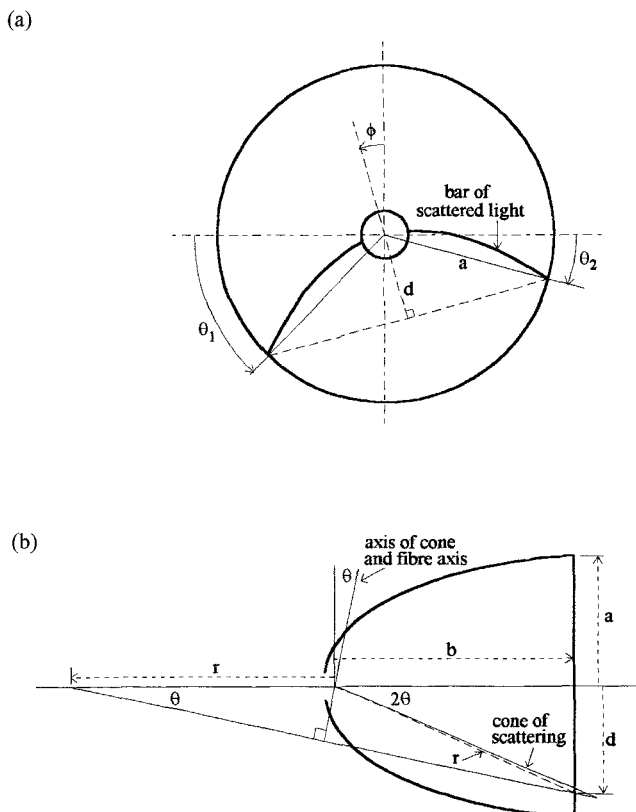 (a)
ϕ
bar of
scattered light
a
θ₂
d
θ₁
(b)
axis of cone
and fibre axis
θ
a
r
b
θ
2θ
cone of
scattering
d
r